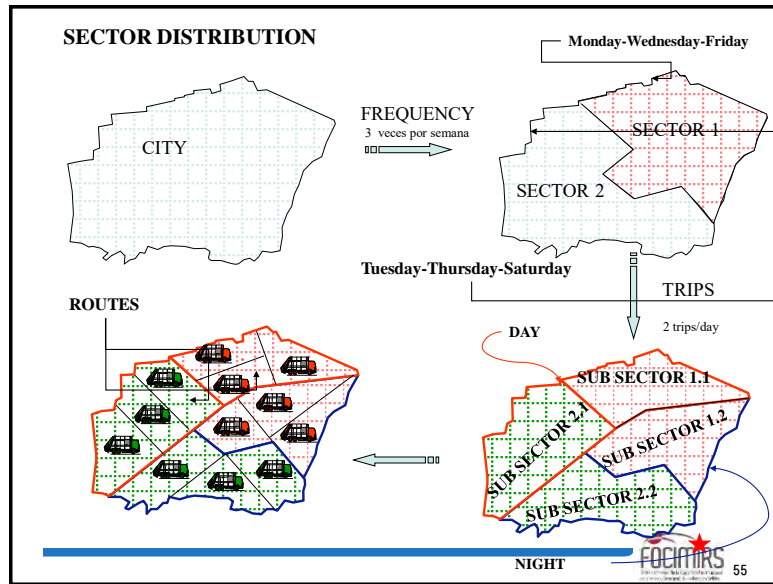 SECTOR DISTRIBUTION
Monday-Wednesday-Friday
CITY
FREQUENCY
3 veces por semana
SECTOR 1
SECTOR 2
Tuesday-Thursday-Saturday
TRIPS
2 trips/day
ROUTES
DAY
SUB SECTOR 1.1
SUB SECTOR 1.2
SUB SECTOR 2.1
SUB SECTOR 2.2
NIGHT
FOCIMIRS
55